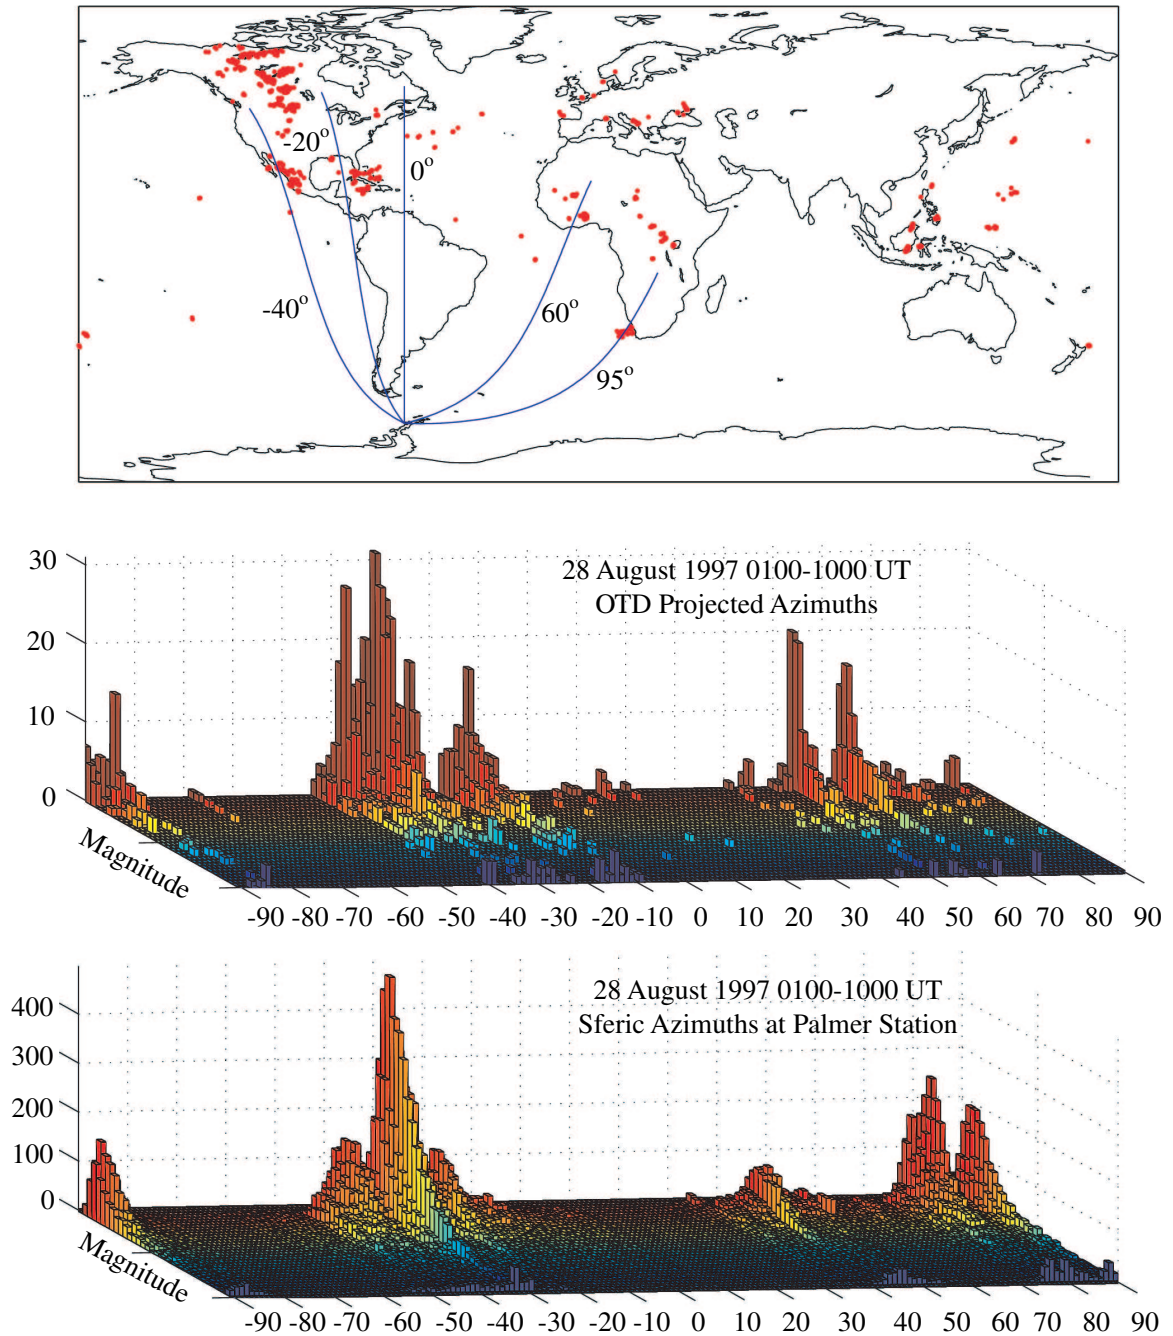 -20°
0°
-40°
60°
95°
30
28 August 1997 0100-1000 UT
OTD Projected Azimuths
20
10
0
Magnitude
-90 -80 -70 -60 -50 -40 -30 -20 -10 0 10 20 30 40 50 60 70 80 90
28 August 1997 0100-1000 UT
Sferic Azimuths at Palmer Station
400
300
200
100
0
Magnitude
-90 -80 -70 -60 -50 -40 -30 -20 -10 0 10 20 30 40 50 60 70 80 90